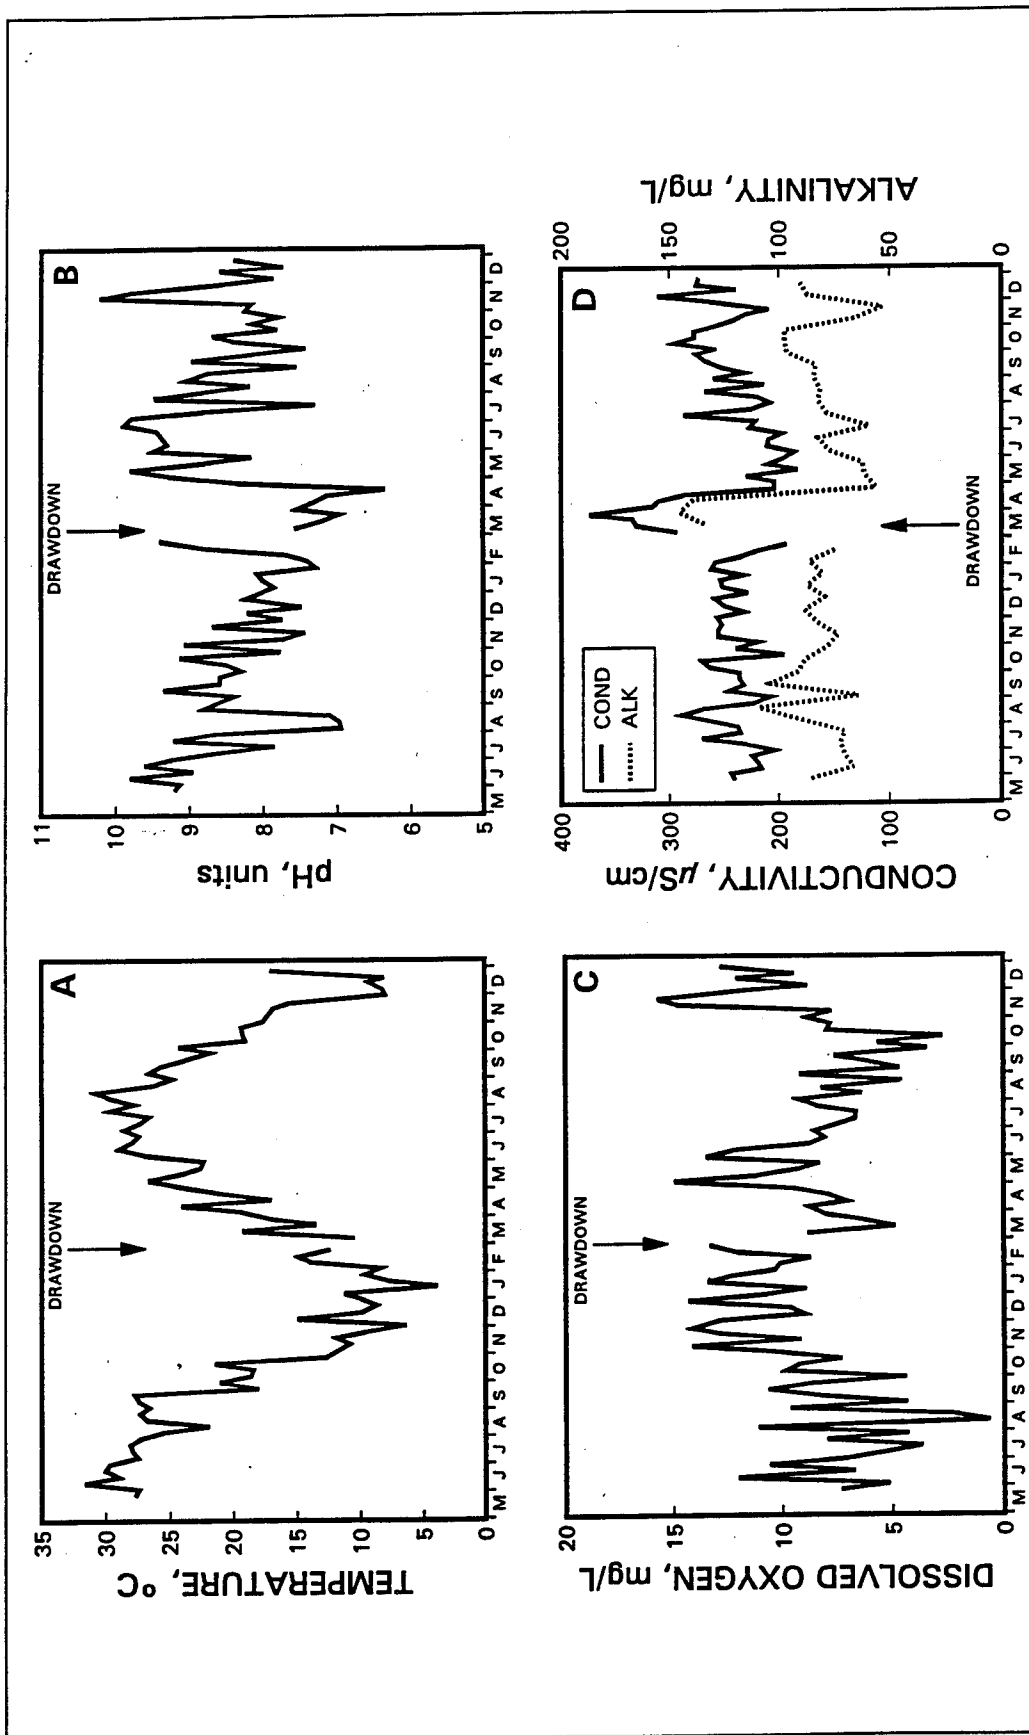 A
DRAWDOWN
35
30
25
20
15
10
5
0
TEMPERATURE, °C
M J J A S O N D J F M A M J J A S O N D
B
DRAWDOWN
11
10
9
8
7
6
5
pH, units
M J J A S O N D J F M A M J J A S O N D
C
DRAWDOWN
20
15
10
5
0
DISSOLVED OXYGEN, mg/L
M J J A S O N D J F M A M J J A S O N D
D
COND
ALK
DRAWDOWN
400
300
200
100
0
CONDUCTIVITY, µS/cm
200
150
100
50
0
ALKALINITY, mg/L
M J J A S O N D J F M A M J J A S O N D